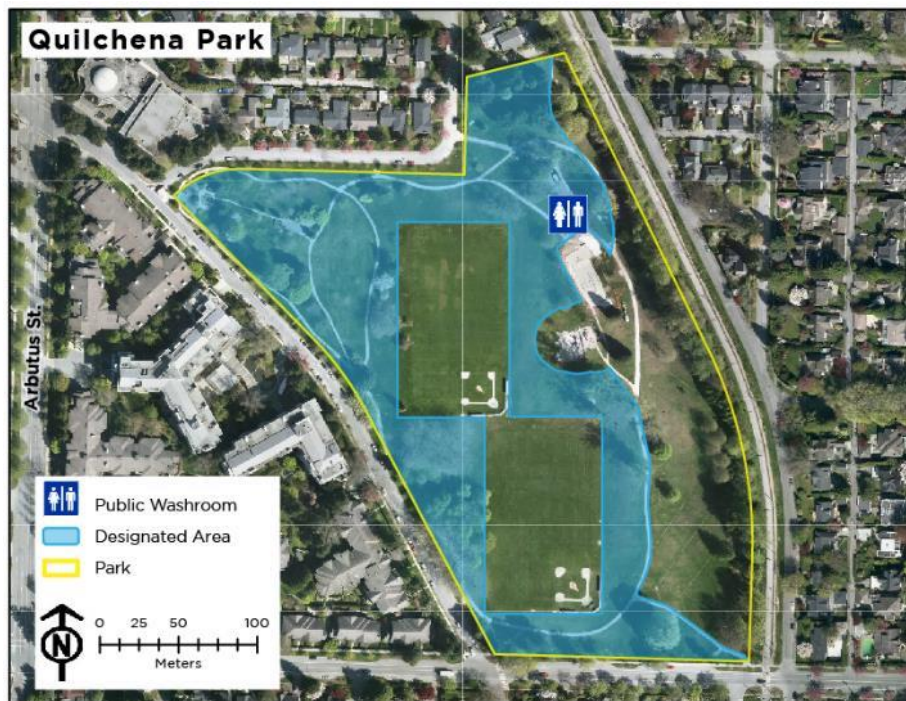 Quilchena Park
Arbutus St.
Public Washroom
Designated Area
Park
N
0 25 50 100
Meters